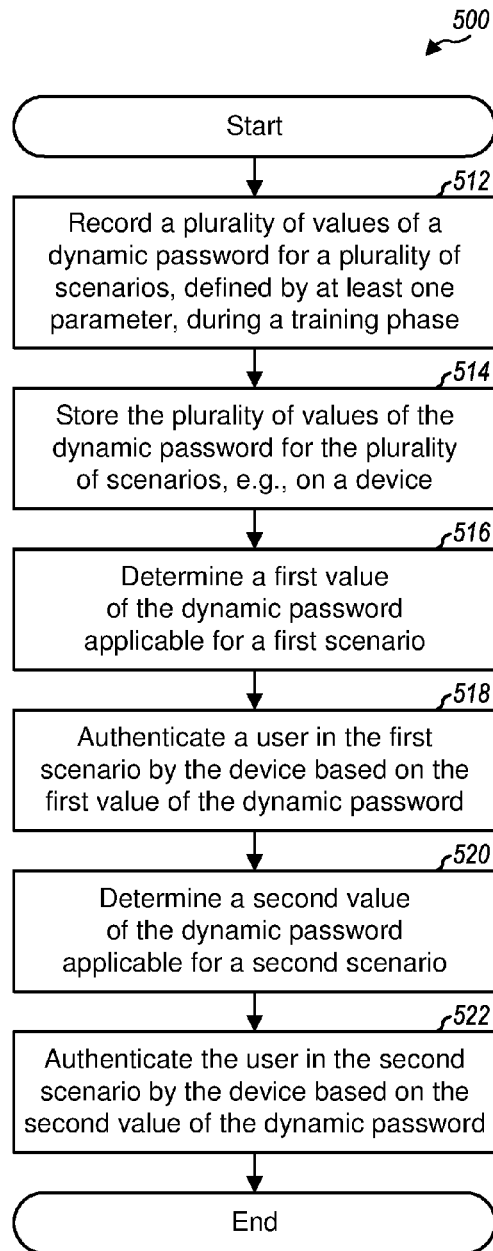 500
Start
512
Record a plurality of values of a
dynamic password for a plurality of
scenarios, defined by at least one
parameter, during a training phase
514
Store the plurality of values of the
dynamic password for the plurality
of scenarios, e.g., on a device
516
Determine a first value
of the dynamic password
applicable for a first scenario
518
Authenticate a user in the first
scenario by the device based on the
first value of the dynamic password
520
Determine a second value
of the dynamic password
applicable for a second scenario
522
Authenticate the user in the second
scenario by the device based on the
second value of the dynamic password
End